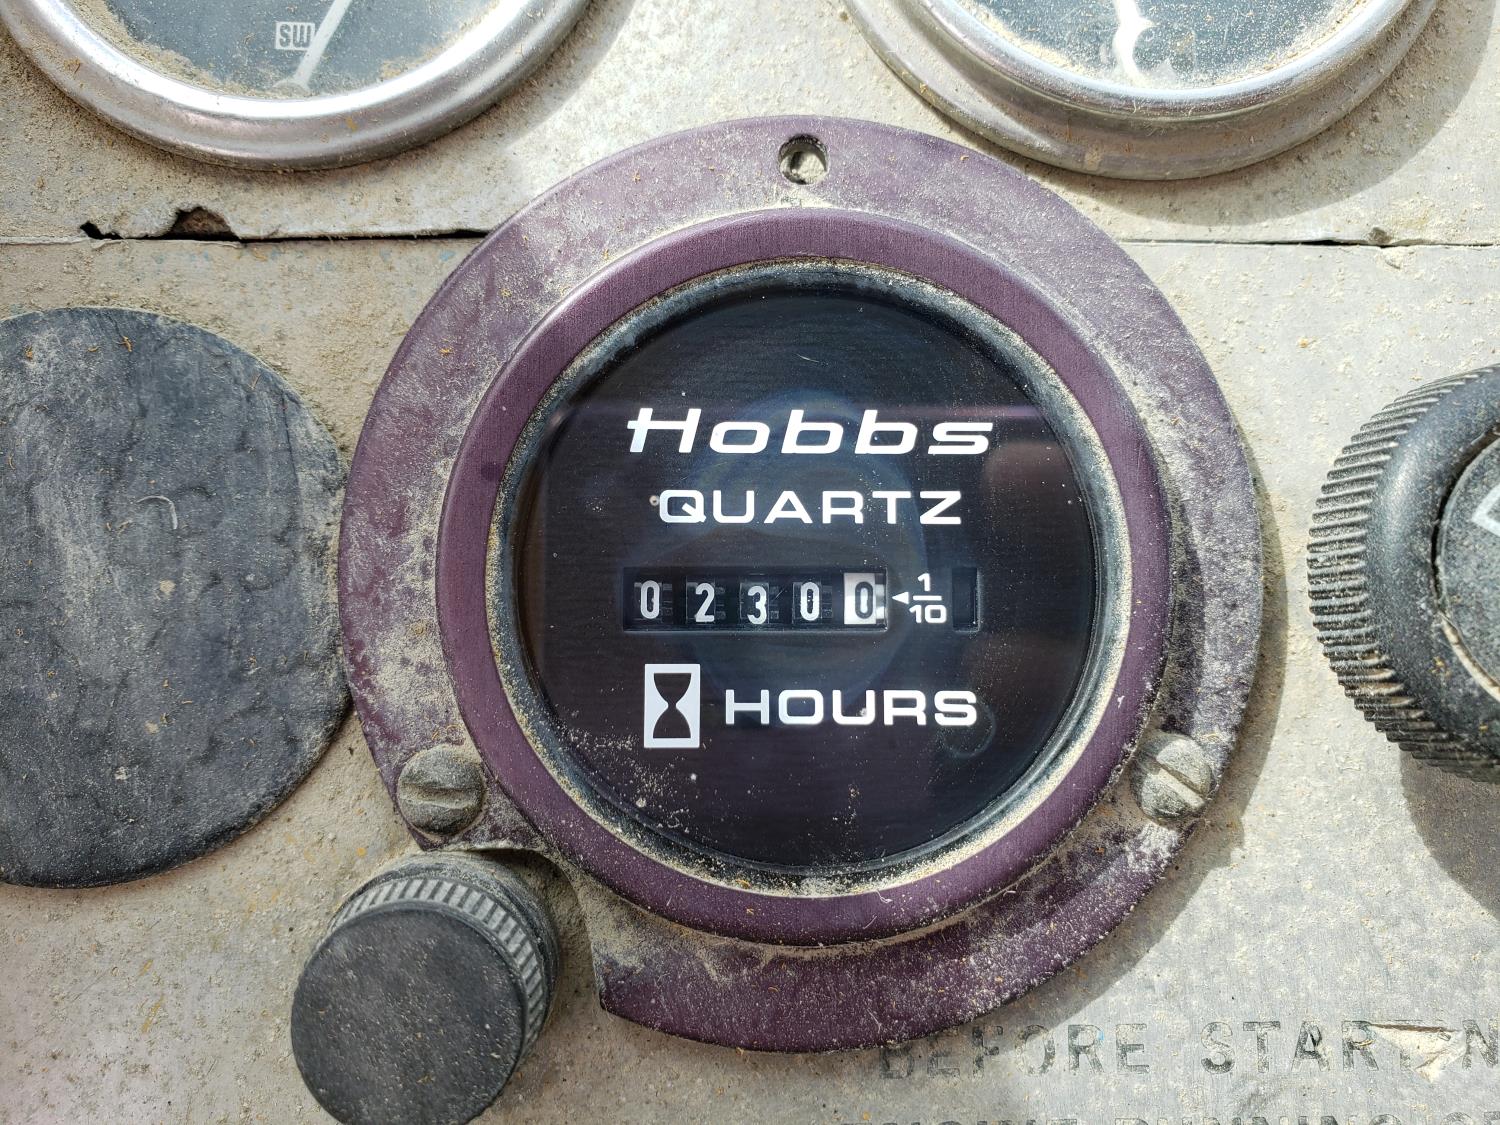 SW
Hobbs
QUARTZ
02300 1/10
HOURS
BEFORE START